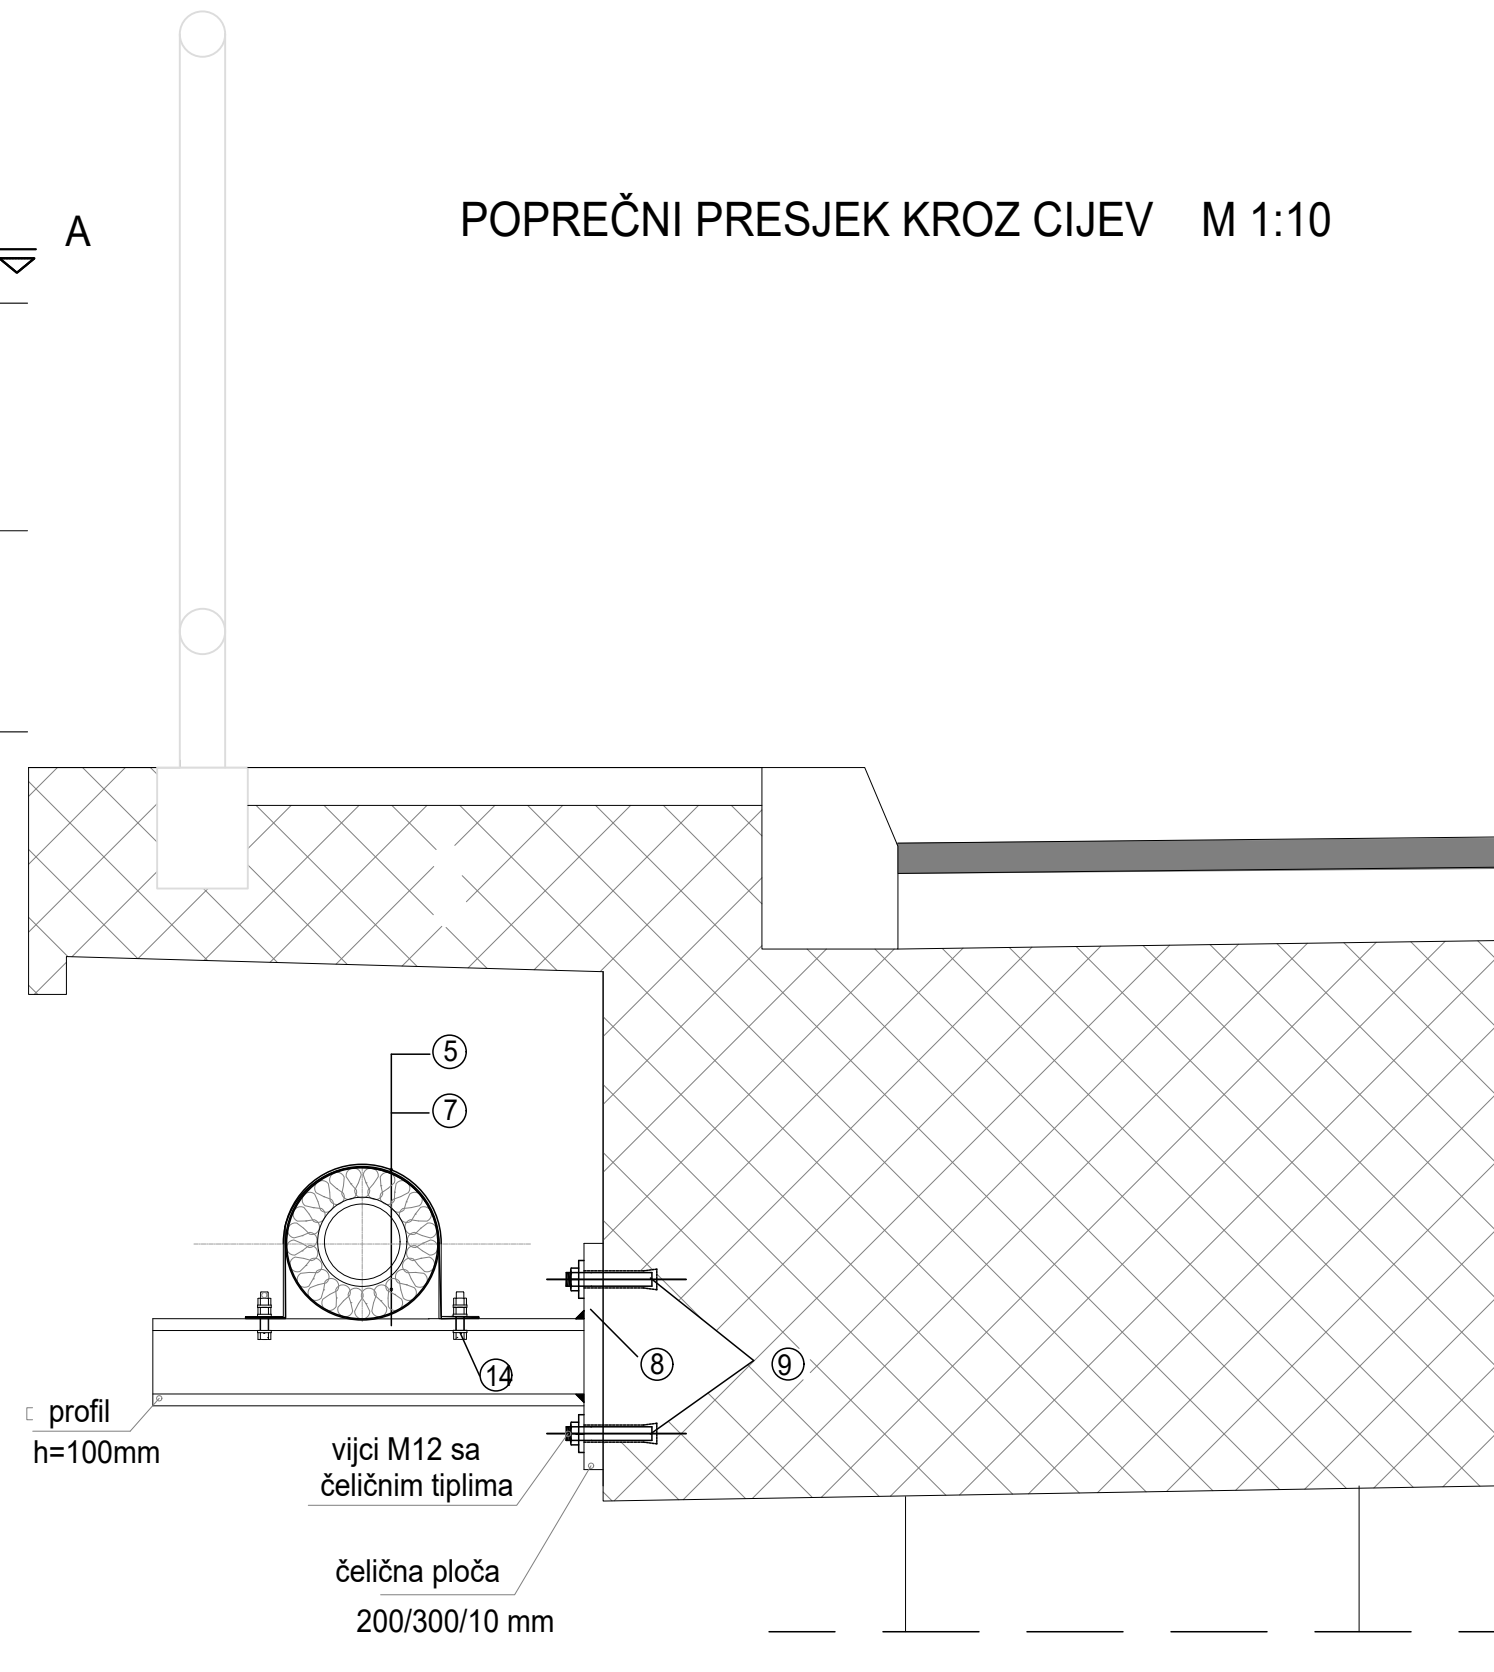 A
POPREČNI PRESJEK KROZ CIJEV M 1:10
5
7
8
9
14
profil
h=100mm
vijci M12 sa
čeličnim tiplima
čelična ploča
200/300/10 mm